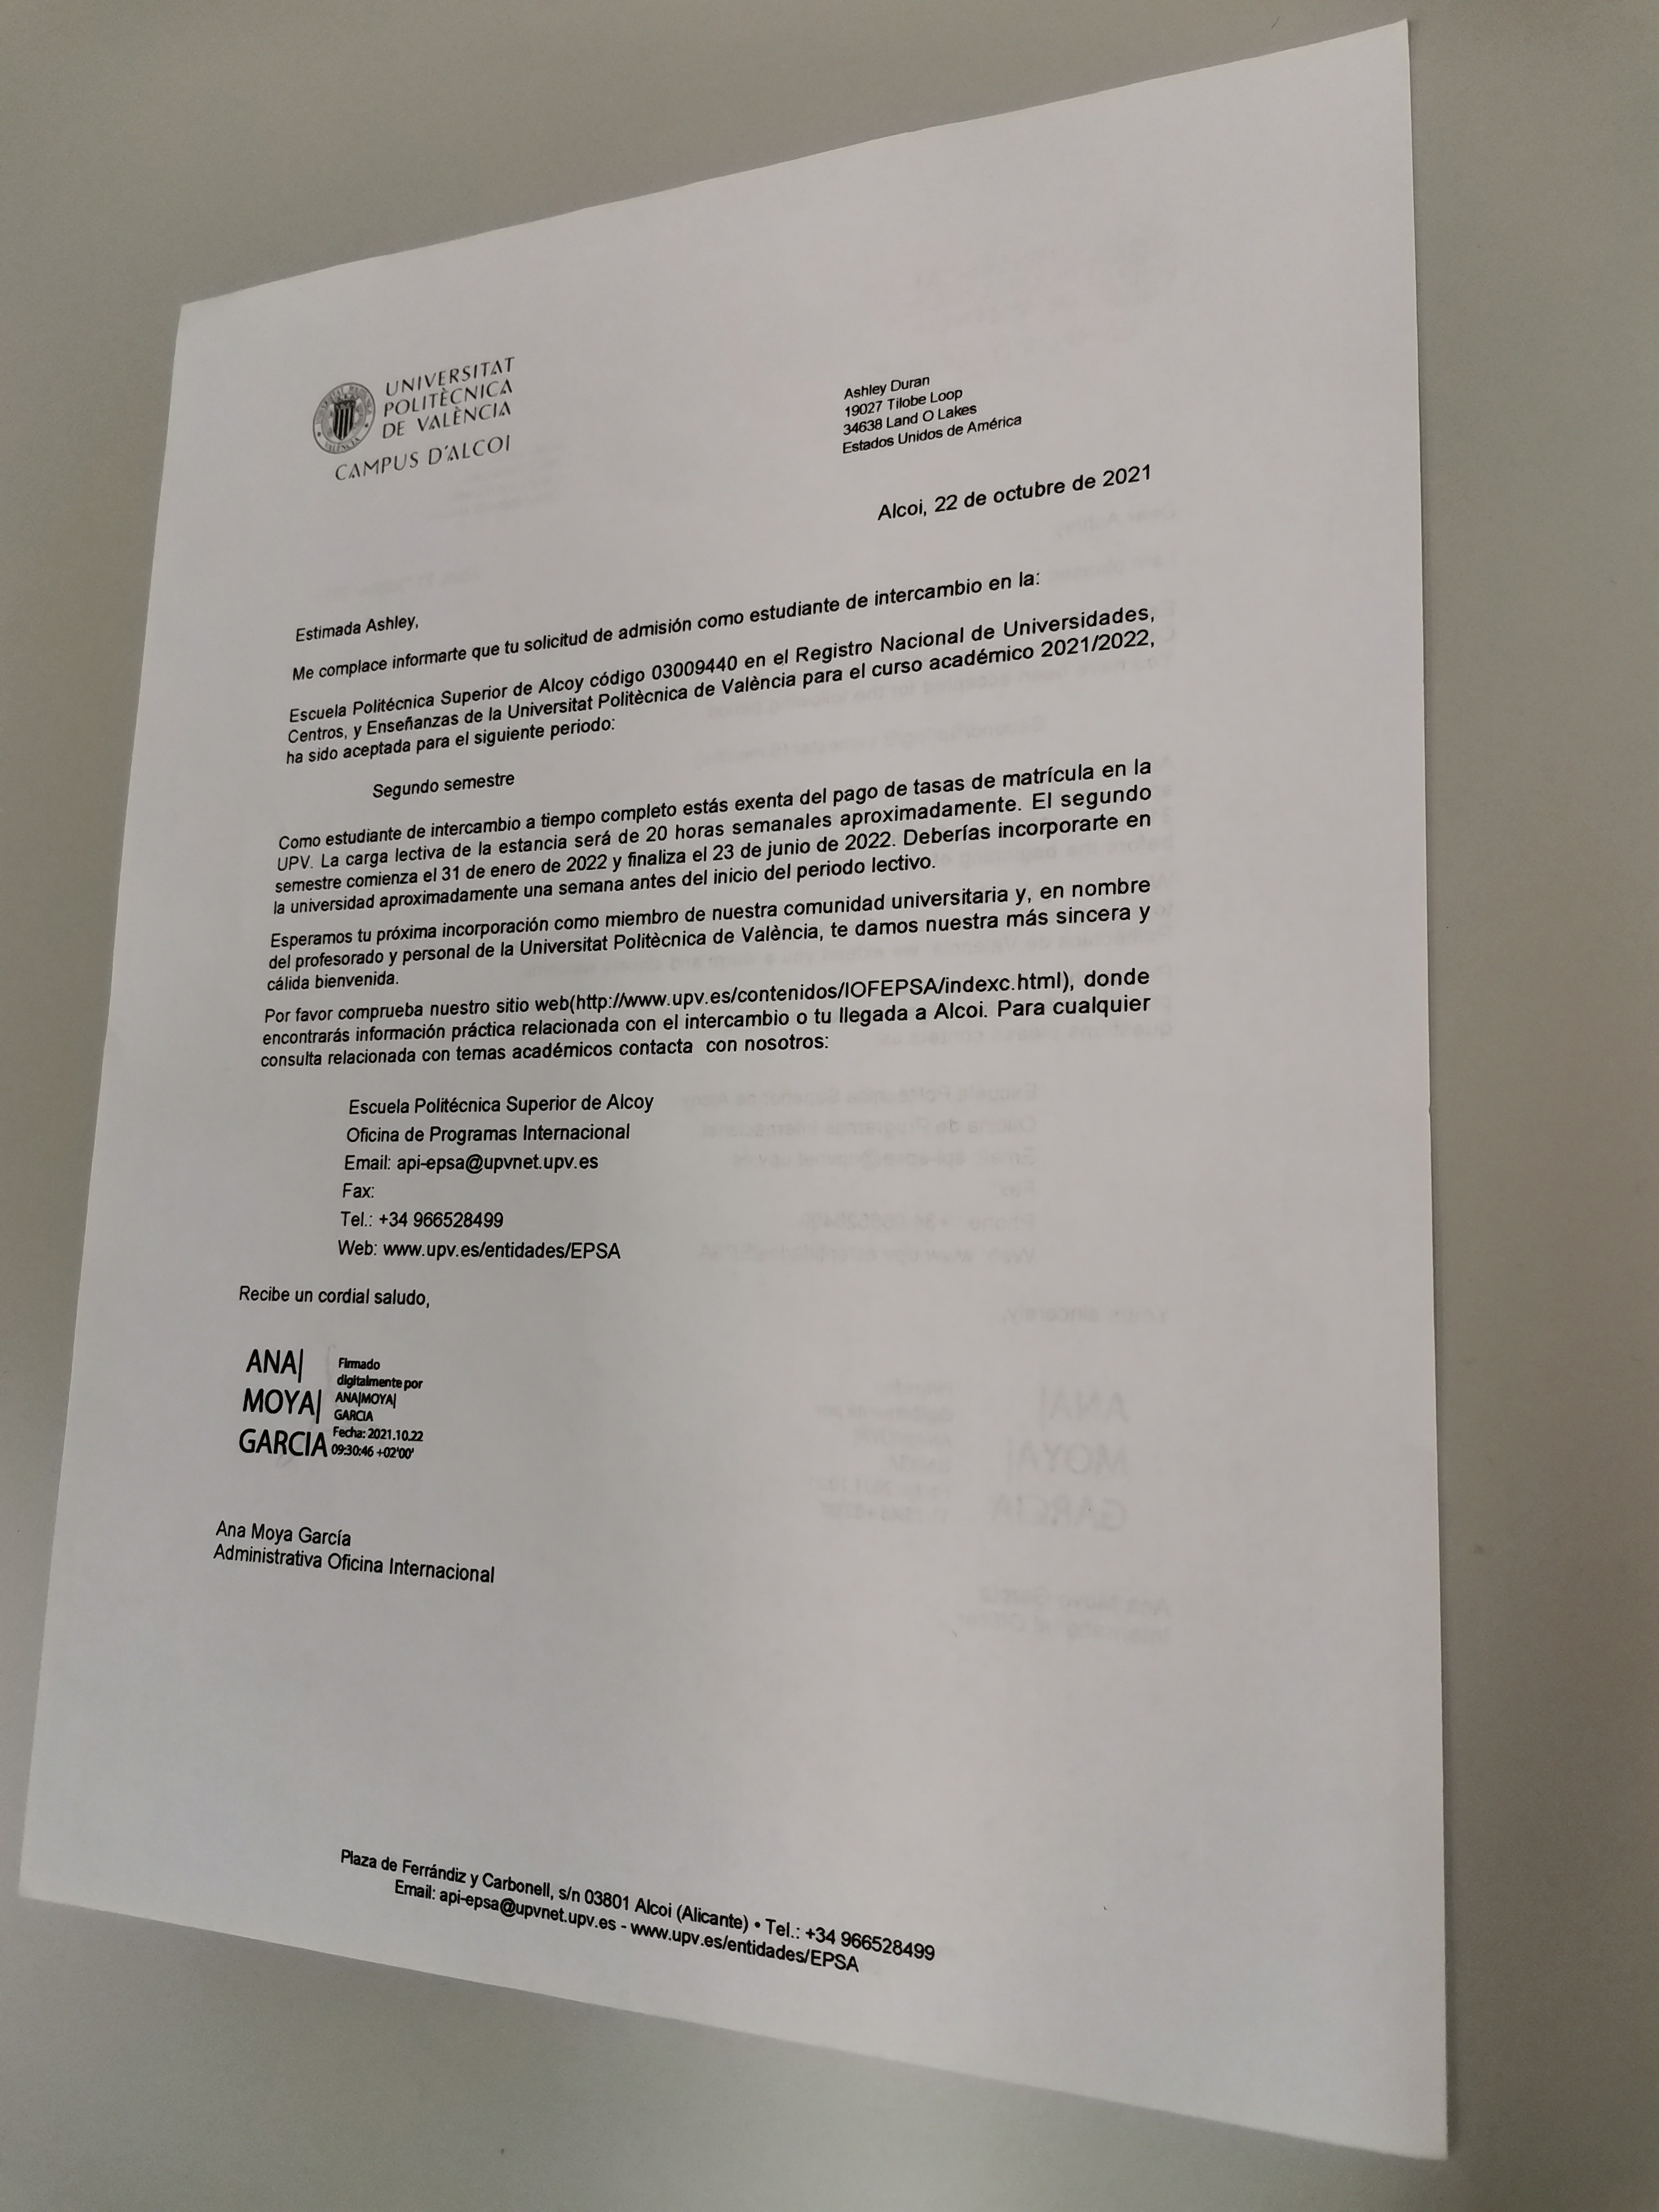 UNIVERSITAT
POLITÈCNICA
DE VALÈNCIA
CAMPUS D'ALCOI
Ashley Duran
19027 Tilobe Loop
34638 Land O Lakes
Estados Unidos de América
Alcoi, 22 de octubre de 2021
Estimada Ashley,
Me complace informarte que tu solicitud de admisión como estudiante de intercambio en la:
Escuela Politécnica Superior de Alcoy código 03009440 en el Registro Nacional de Universidades,
Centros, y Enseñanzas de la Universitat Politècnica de València para el curso académico 2021/2022,
ha sido aceptada para el siguiente periodo:
Segundo semestre
Como estudiante de intercambio a tiempo completo estás exenta del pago de tasas de matrícula en la
UPV. La carga lectiva de la estancia será de 20 horas semanales aproximadamente. El segundo
semestre comienza el 31 de enero de 2022 y finaliza el 23 de junio de 2022. Deberías incorporarte en
la universidad aproximadamente una semana antes del inicio del periodo lectivo.
Esperamos tu próxima incorporación como miembro de nuestra comunidad universitaria y, en nombre
del profesorado y personal de la Universitat Politècnica de València, te damos nuestra más sincera y
cálida bienvenida.
Por favor comprueba nuestro sitio web(http://www.upv.es/contenidos/IOFEPSA/indexc.html), donde
encontrarás información práctica relacionada con el intercambio o tu llegada a Alcoi. Para cualquier
consulta relacionada con temas académicos contacta con nosotros:
Escuela Politécnica Superior de Alcoy
Oficina de Programas Internacional
Email: api-epsa@upvnet.upv.es
Fax:
Tel.: +34 966528499
Web: www.upv.es/entidades/EPSA
Recibe un cordial saludo,
ANA|
MOYA|
GARCIA
Firmado
digitalmente por
ANA|MOYA|
GARCIA
Fecha: 2021.10.22
09:30:46 +02'00'
Ana Moya García
Administrativa Oficina Internacional
Plaza de Ferrándiz y Carbonell, s/n 03801 Alcoi (Alicante) • Tel.: +34 966528499
Email: api-epsa@upvnet.upv.es - www.upv.es/entidades/EPSA